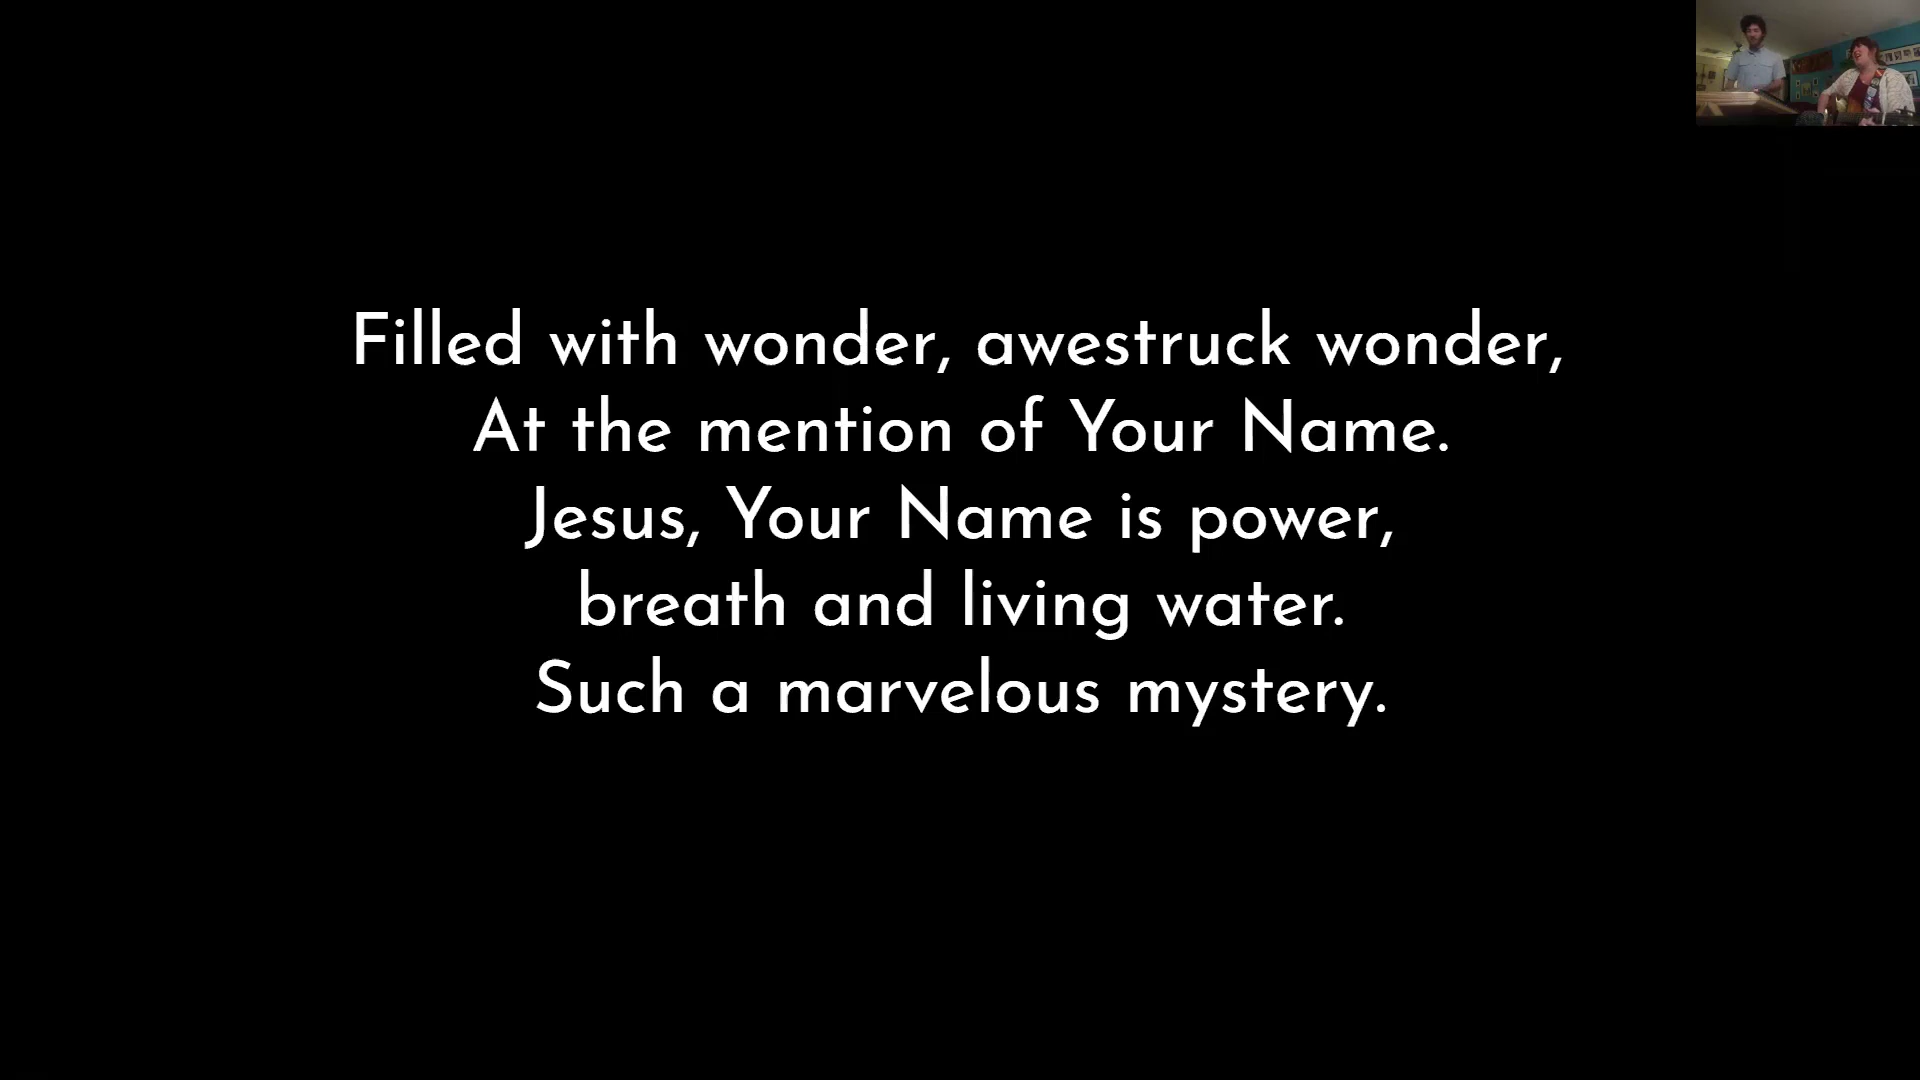 Filled with wonder, awestruck wonder,
At the mention of Your Name.
Jesus, Your Name is power,
breath and living water.
Such a marvelous mystery.